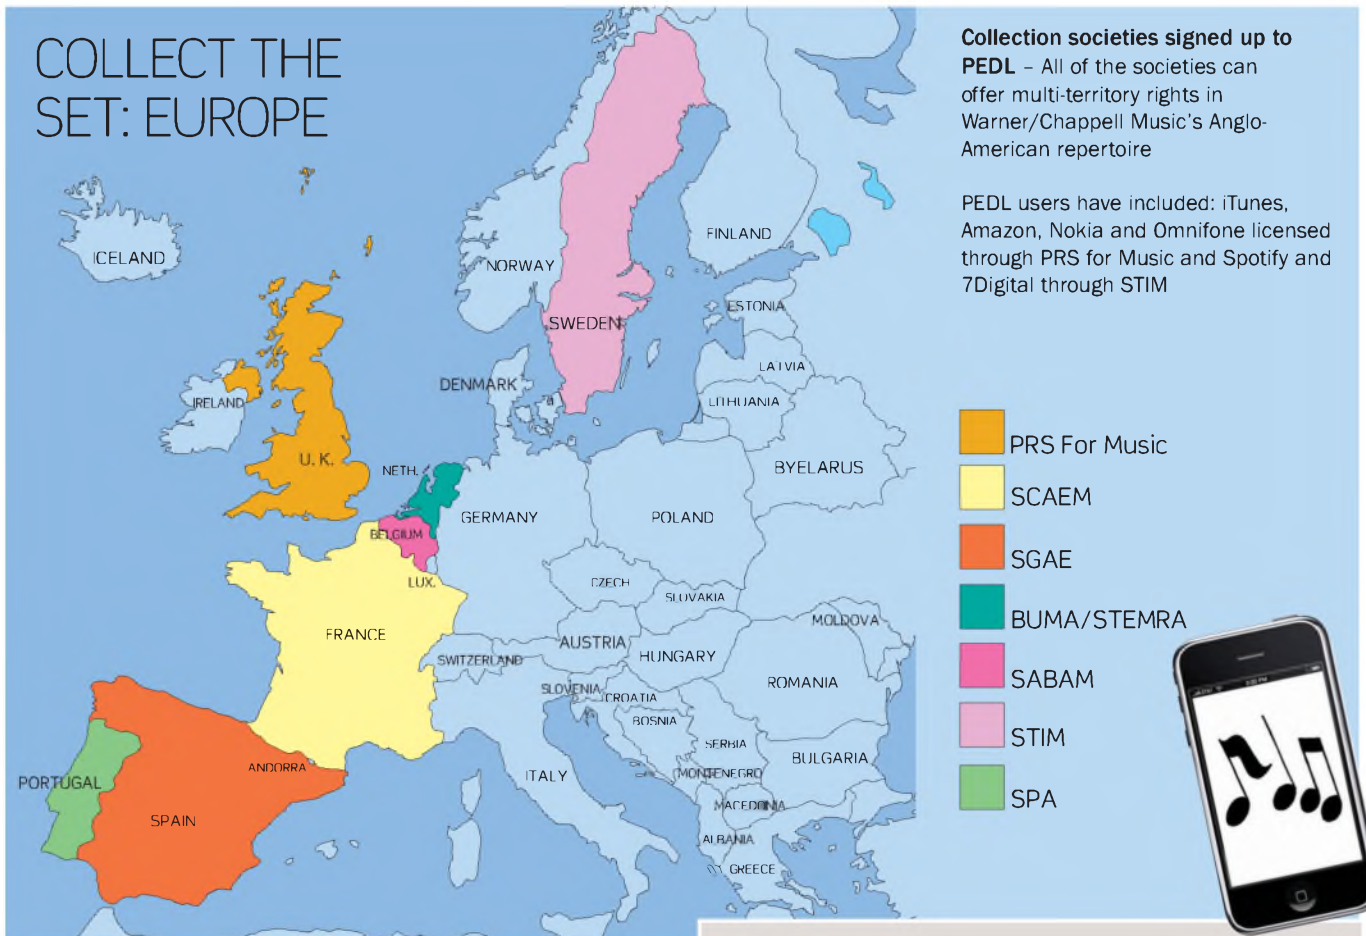 COLLECT THE
SET: EUROPE
Collection societies signed up to
PEDL – All of the societies can
offer multi-territory rights in
Warner/Chappell Music's Anglo-
American repertoire
PEDL users have included: iTunes,
Amazon, Nokia and Omnifone licensed
through PRS for Music and Spotify and
7Digital through STIM
ICELAND
FINLAND
NORWAY
ESTONIA
SWEDEN
LATVIA
DENMARK
LITHUANIA
IRELAND
U.K.
NETH.
BYELARUS
GERMANY
POLAND
BELGIUM
LUX.
CZECH
SLOVAKIA
MOLDOVA
FRANCE
AUSTRIA
HUNGARY
SWITZERLAND
ROMANIA
SLOVENIA
CROATIA
BOSNIA
SERBIA
BULGARIA
ANDORRA
ITALY
MONTENEGRO
PORTUGAL
MACEDONIA
SPAIN
ALBANIA
GREECE
PRS For Music
SCAEM
SGAE
BUMA/STEMRA
SABAM
STIM
SPA